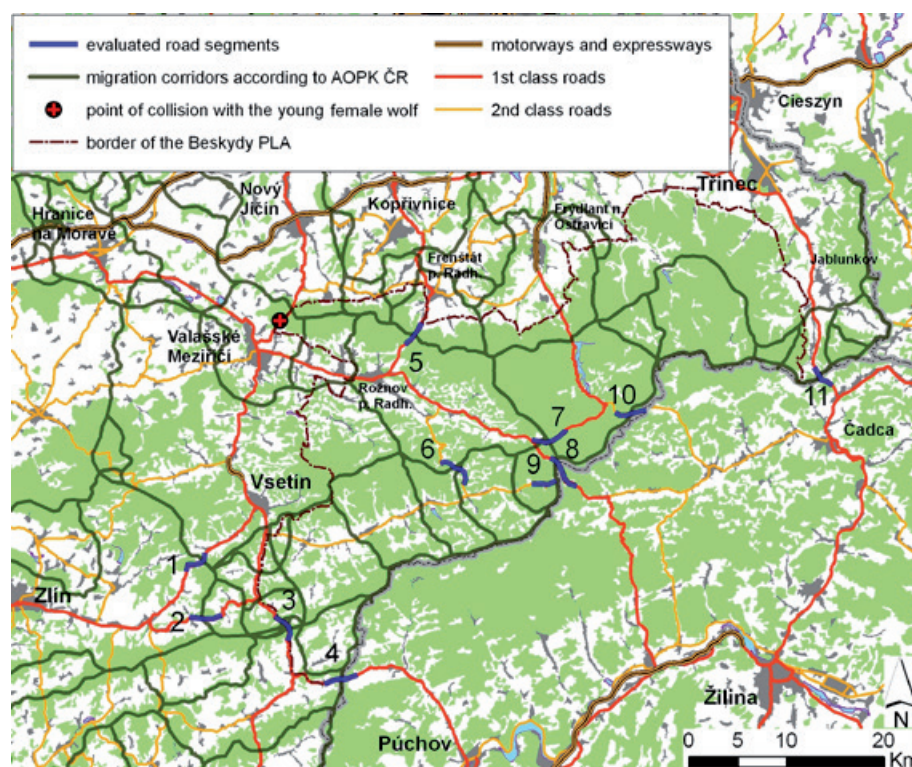 evaluated road segments
migration corridors according to AOPK ČR
point of collision with the young female wolf
border of the Beskydy PLA
motorways and expressways
1st class roads
2nd class roads
Cieszyn
Třinec
Nový
Jičín
Kopřivnice
Hranice
na Moravě
Frýdlant n.
Ostravicí
Frenštát
p. Radh.
Jablunkov
Valašské
Meziříčí
5
Rožnov
p. Radh.
10
11
7
Čadca
6
8
9
Vsetín
1
Zlín
2
3
4
Žilina
N
Púchov
0 5 10 20
Km